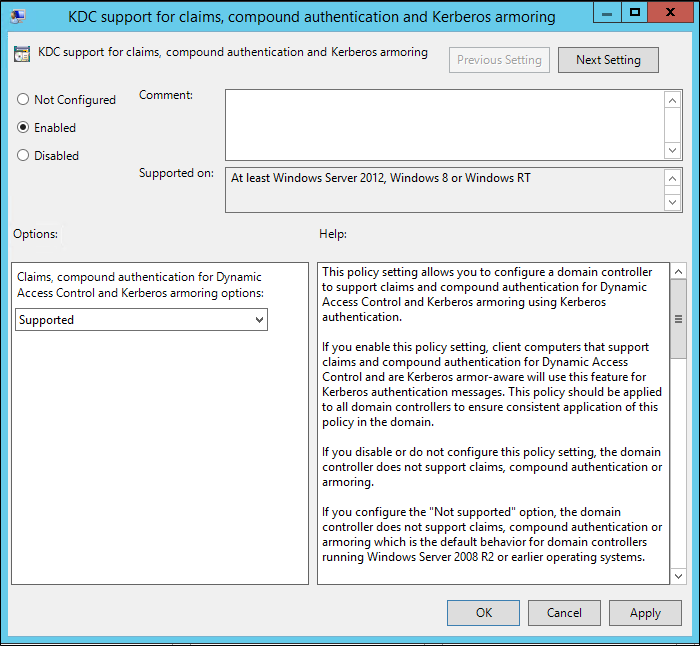 KDC support for claims, compound authentication and Kerberos armoring
KDC support for claims, compound authentication and Kerberos armoring
Previous Setting
Next Setting
Not Configured
Enabled
Disabled
Comment:
Supported on:
At least Windows Server 2012, Windows 8 or Windows RT
Options:
Help:
Claims, compound authentication for Dynamic
Access Control and Kerberos armoring options:
Supported
This policy setting allows you to configure a domain controller
to support claims and compound authentication for Dynamic
Access Control and Kerberos armoring using Kerberos
authentication.
If you enable this policy setting, client computers that support
claims and compound authentication for Dynamic Access
Control and are Kerberos armor-aware will use this feature for
Kerberos authentication messages. This policy should be applied
to all domain controllers to ensure consistent application of this
policy in the domain.
If you disable or do not configure this policy setting, the domain
controller does not support claims, compound authentication or
armoring.
If you configure the "Not supported" option, the domain
controller does not support claims, compound authentication or
armoring which is the default behavior for domain controllers
running Windows Server 2008 R2 or earlier operating systems.
OK
Cancel
Apply